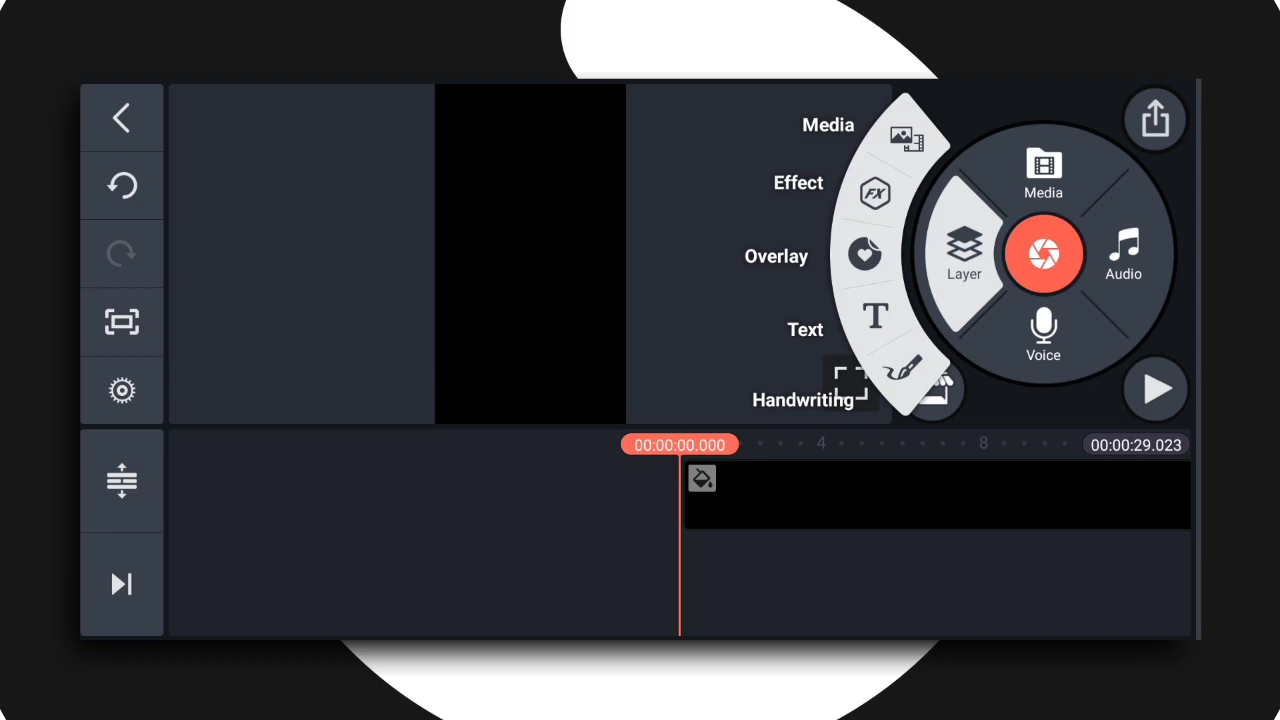 Media
Effect
Overlay
Text
Handwriting
FX
T
Media
Layer
Audio
Voice
00:00:00.000
4
8
00:00:29.023